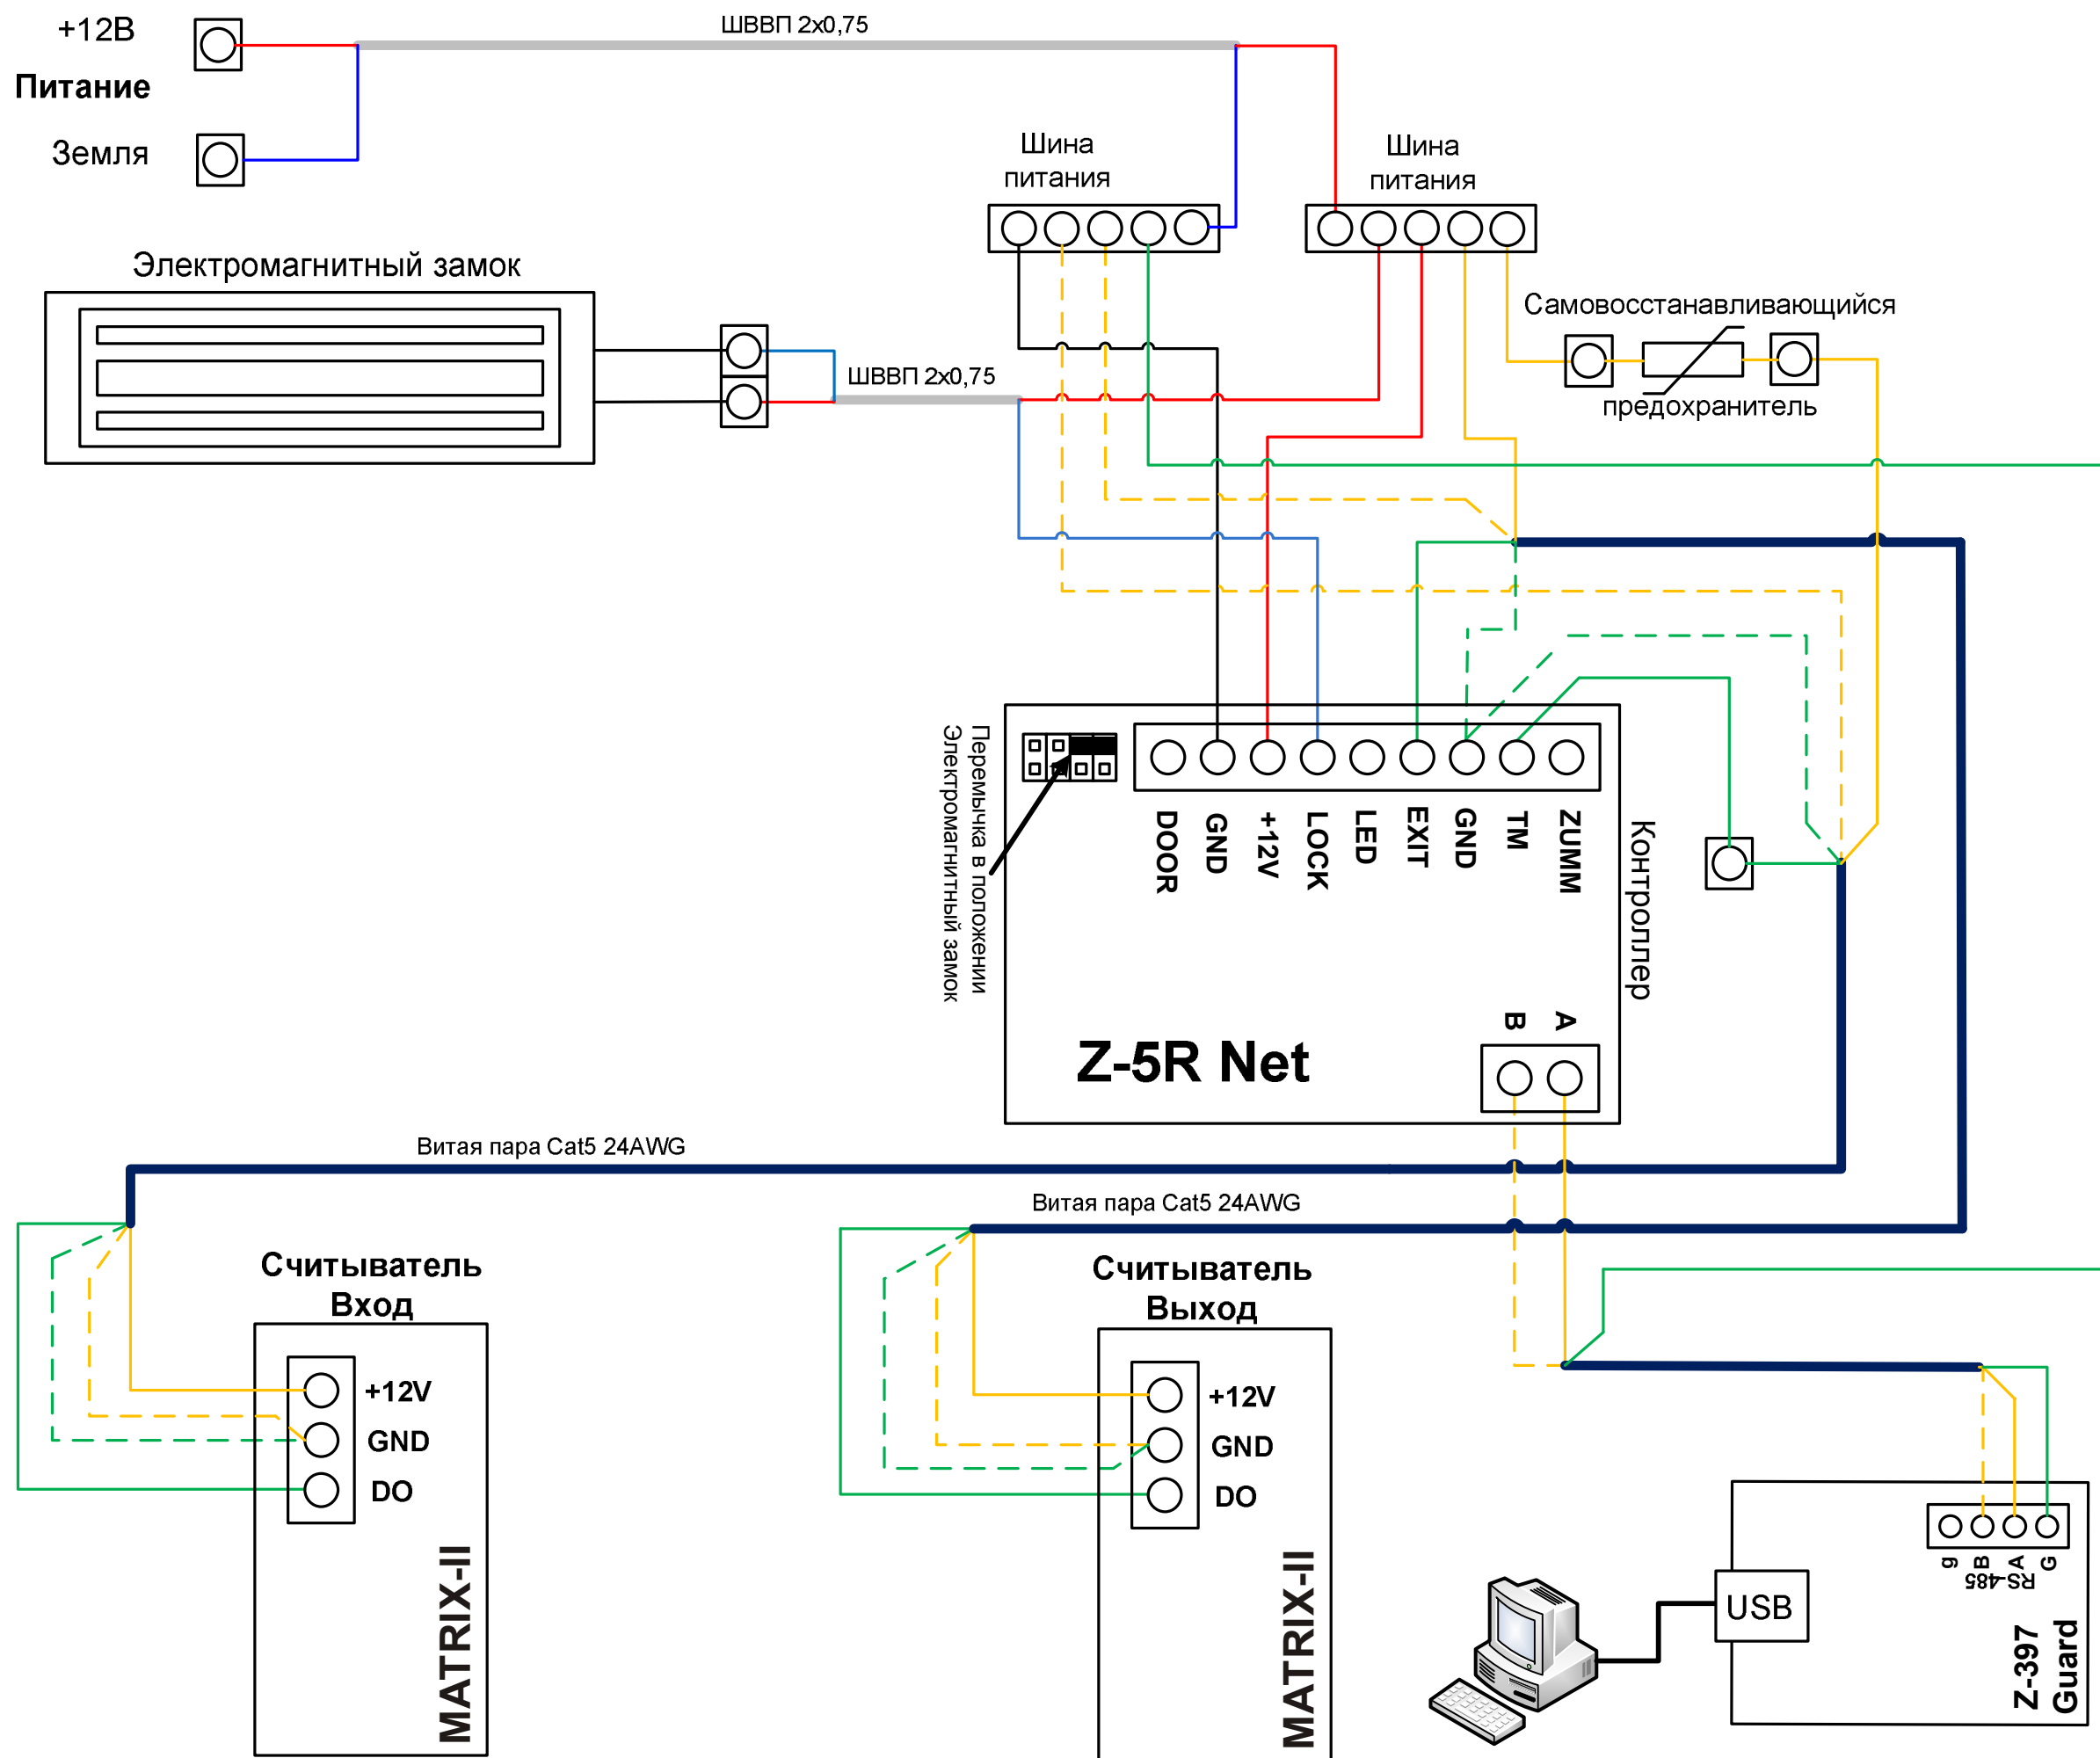 +12В
Питание
Земля
ШВВП 2х0,75
Шина
питания
Шина
питания
Электромагнитный замок
ШВВП 2х0,75
Самовосстанавливающийся
предохранитель
Перемычка в положении
Электромагнитный замок
DOOR
GND
+12V
LOCK
LED
EXIT
GND
TM
ZUMM
Контроллер
B
A
Z-5R Net
Витая пара Cat5 24AWG
Витая пара Cat5 24AWG
Считыватель
Вход
+12V
GND
DO
MATRIX-II
Считыватель
Выход
+12V
GND
DO
MATRIX-II
g
B
A
G
RS-485
USB
Z-397
Guard